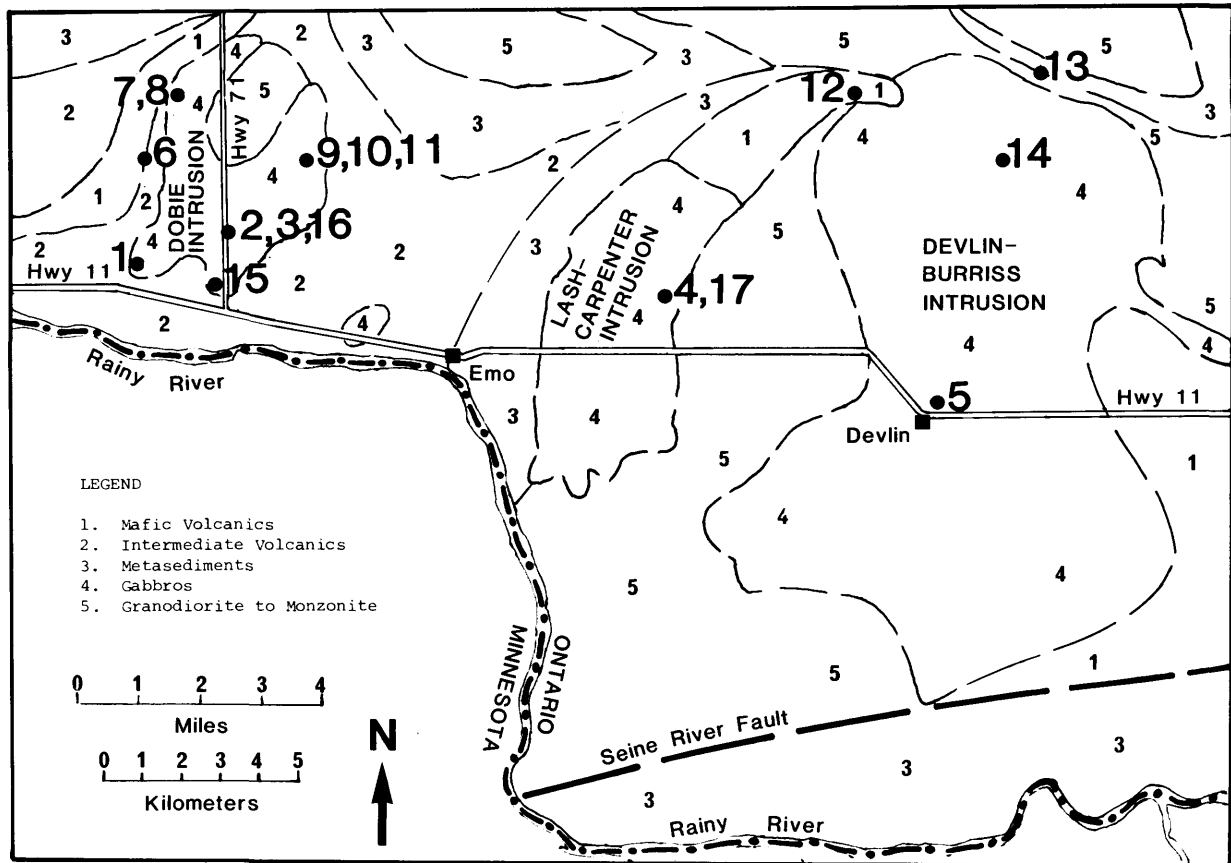 3
1
2
3
5
3
5
5
4
5
2
7,8
4
Hwy 71
2
3
12
1
13
3
6
9,10,11
4
2
1
4
14
5
4
1
2
DOBIE
INTRUSION
4
2,3,16
2
3
LASH-
CARPENTER
INTRUSION
4
5
DEVLIN-
BURRISS
INTRUSION
2
1
Hwy 11
15
2
4,17
4
5
2
4
4
4
Rainy River
Emo
5
Hwy 11
3
4
Devlin
5
1
LEGEND
1. Mafic Volcanics
2. Intermediate Volcanics
3. Metasediments
4. Gabbros
5. Granodiorite to Monzonite
4
5
4
MINNESOTA
ONTARIO
5
1
0 1 2 3 4
Miles
N
Seine River Fault
3
3
0 1 2 3 4 5
Kilometers
3
Rainy River